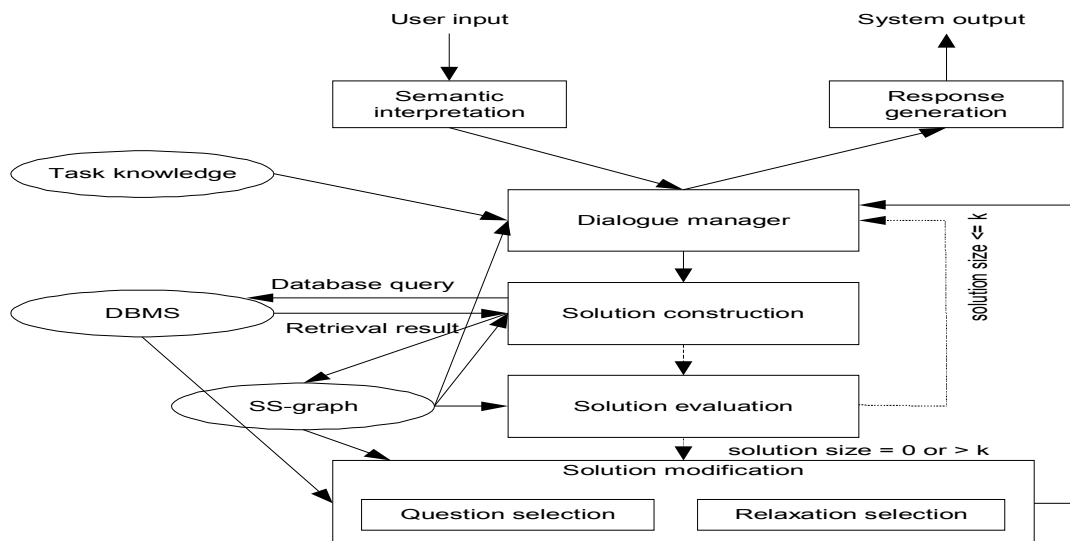 User input
System output
Semantic
interpretation
Response
generation
Task knowledge
Dialogue manager
solution size <= k
Database query
DBMS
Solution construction
Retrieval result
SS-graph
Solution evaluation
solution size = 0 or > k
Solution modification
Question selection
Relaxation selection